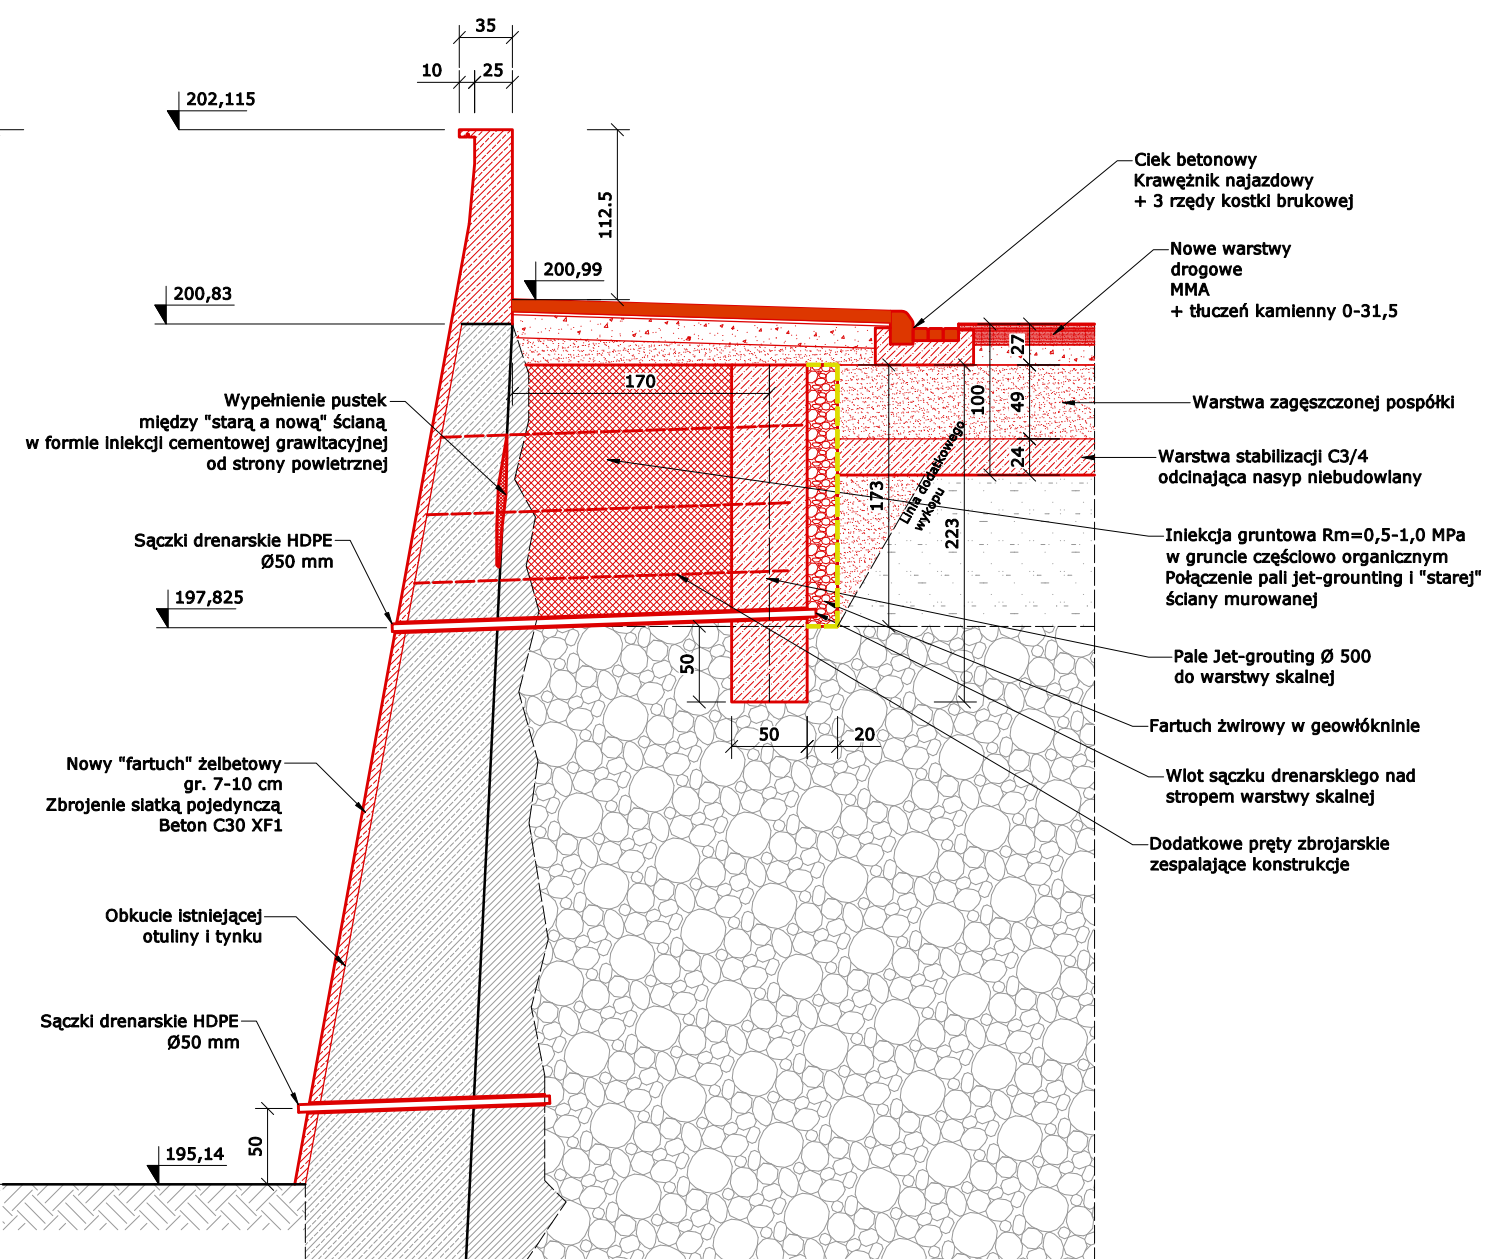 35
10
25
202,115
112.5
200,99
200,83
Ciek betonowy
Krawężnik najazdowy
+ 3 rzędy kostki brukowej
Nowe warstwy
drogowe
MMA
+ tłuczeń kamienny 0-31,5
27
170
100
49
24
Wypełnienie pustek
między "starą a nową" ścianą
w formie iniekcji cementowej grawitacyjnej
od strony powietrznej
Warstwa zagęszczonej pospółki
Warstwa stabilizacji C3/4
odcinająca nasyp niebudowlany
173
Linia dodatkowego
wykopu
223
Sączki drenarskie HDPE
Ø50 mm
197,825
Iniekcja gruntowa Rm=0,5-1,0 MPa
w gruncie częściowo organicznym
Połączenie pali jet-grounting i "starej"
ściany murowanej
50
Pale Jet-grouting Ø 500
do warstwy skalnej
50
20
Fartuch żwirowy w geowłókninie
Nowy "fartuch" żelbetowy
gr. 7-10 cm
Zbrojenie siatką pojedynczą
Beton C30 XF1
Wlot sączku drenarskiego nad
stropem warstwy skalnej
Dodatkowe pręty zbrojarskie
zespalające konstrukcje
Obkucie istniejącej
otuliny i tynku
Sączki drenarskie HDPE
Ø50 mm
50
195,14